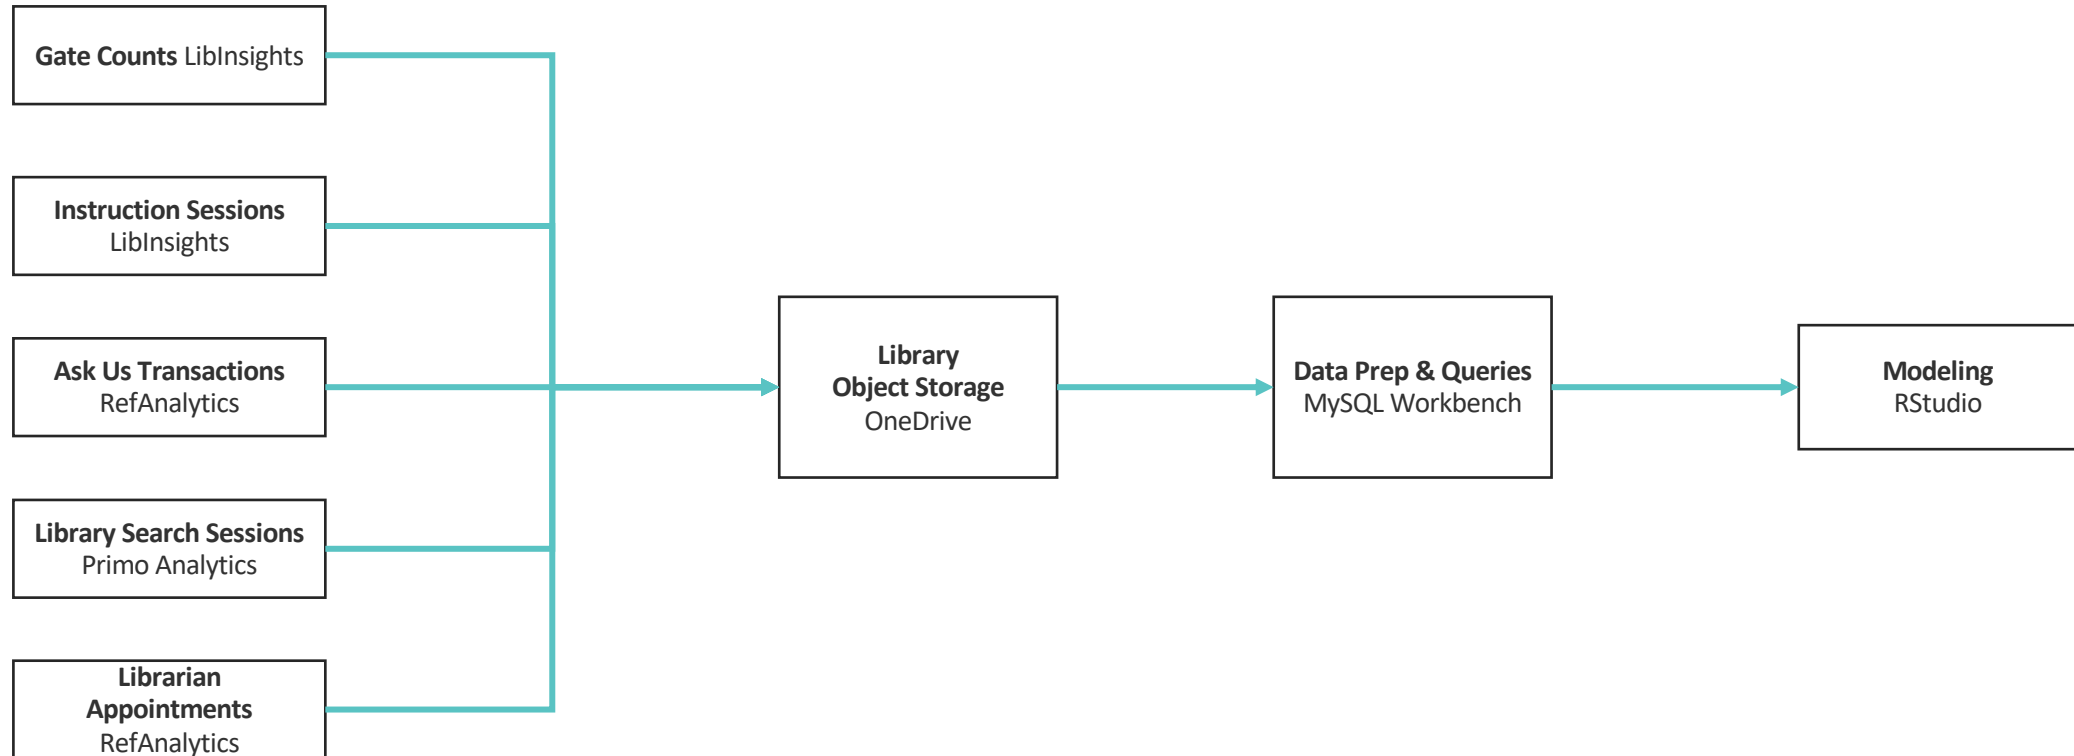 Gate Counts LibInsights
Instruction Sessions
LibInsights
Ask Us Transactions
RefAnalytics
Library Search Sessions
Primo Analytics
Librarian
Appointments
RefAnalytics
Library
Object Storage
OneDrive
Data Prep & Queries
MySQL Workbench
Modeling
RStudio